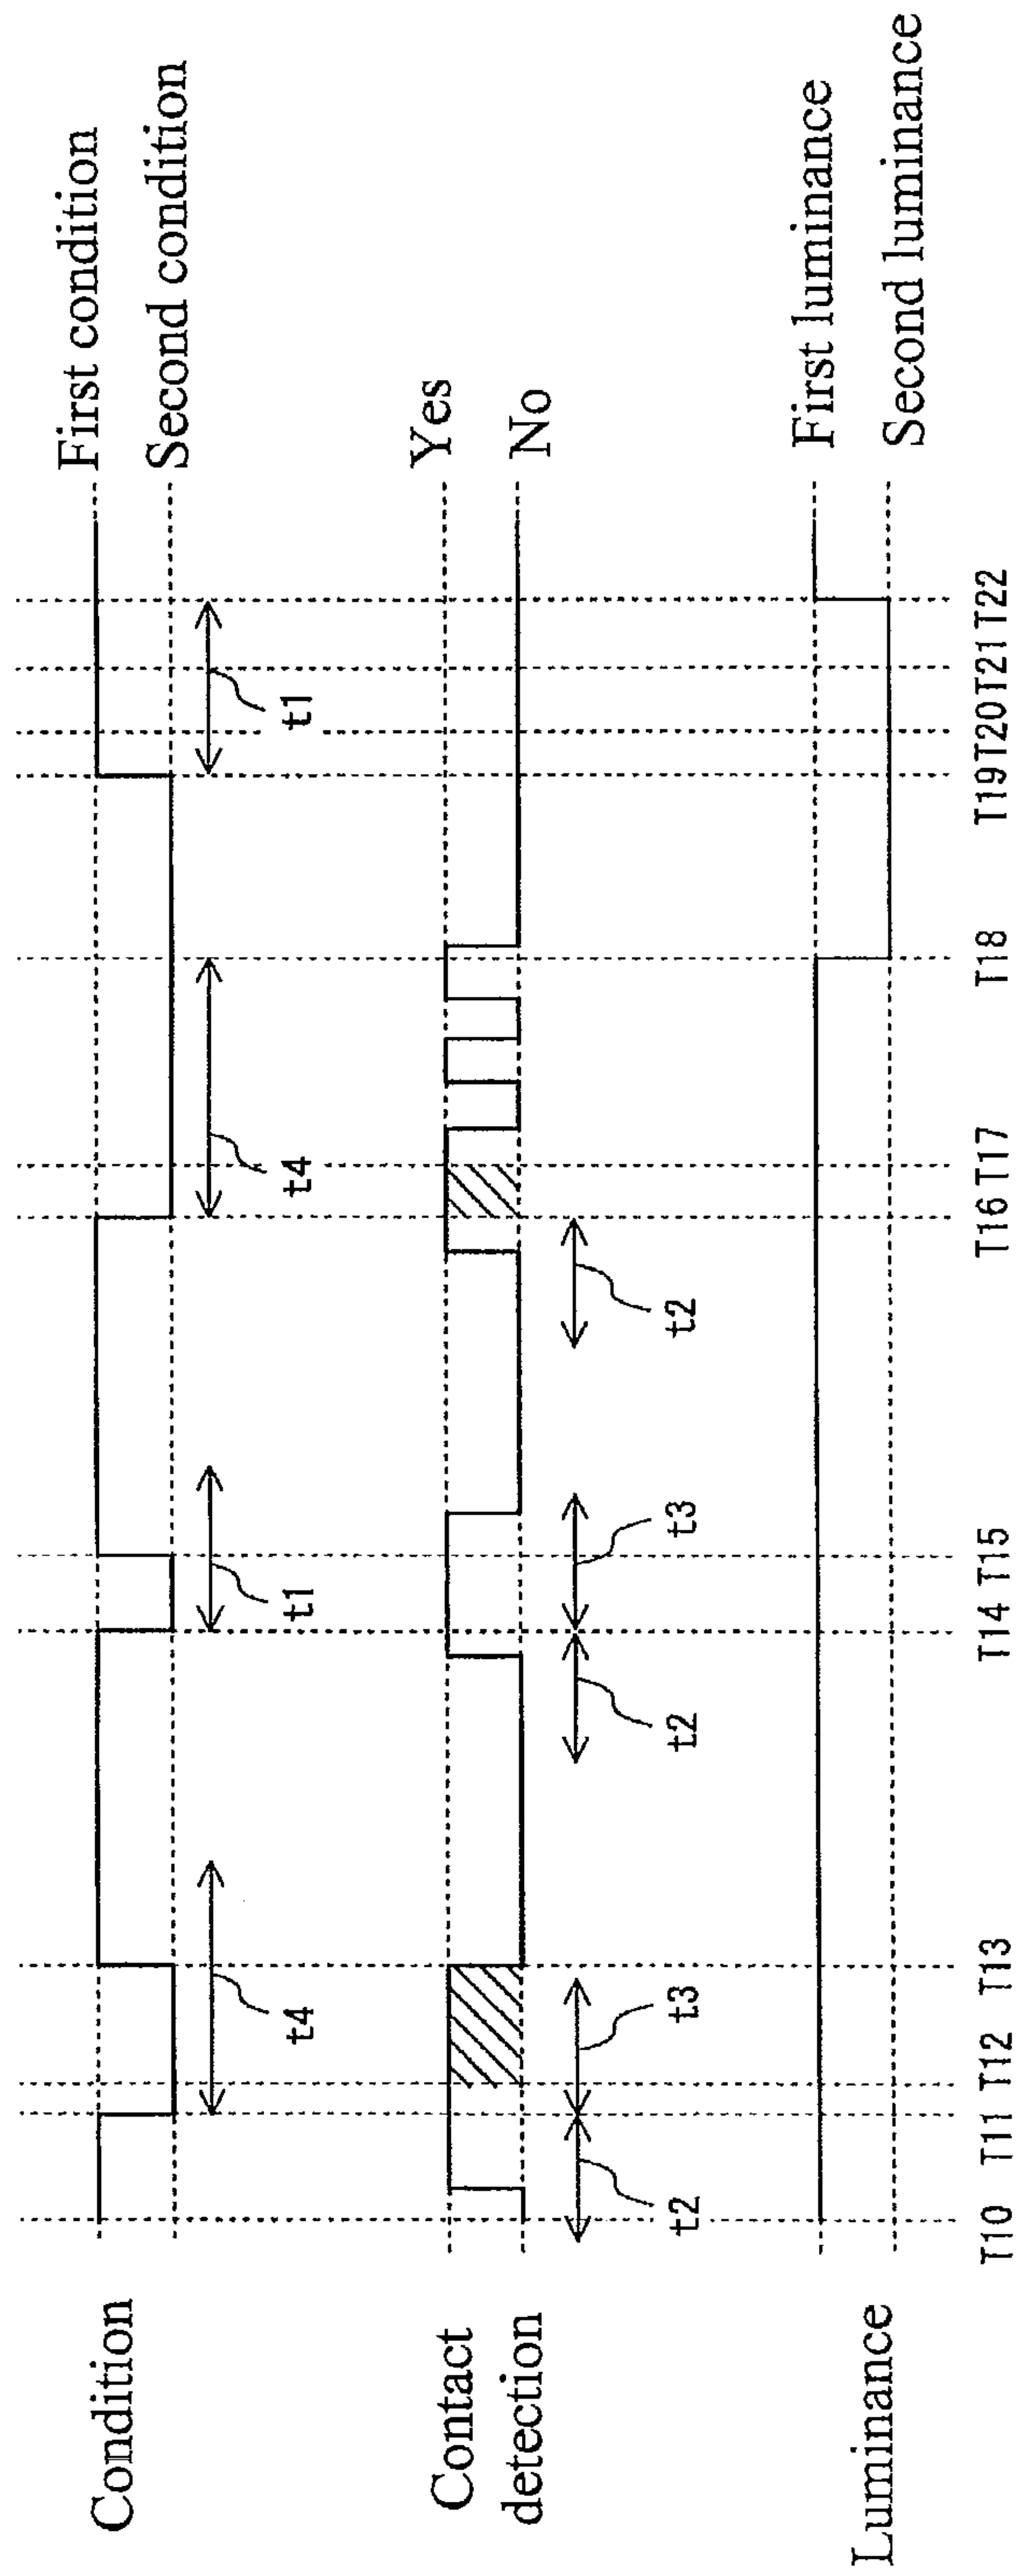 Condition
First condition
Second condition
t4
t1
t4
t1
Contact
detection
Yes
No
t2
t3
t2
t3
t2
Luminance
First luminance
Second luminance
T10 T11 T12 T13 T14 T15 T16 T17 T18 T19 T20 T21 T22